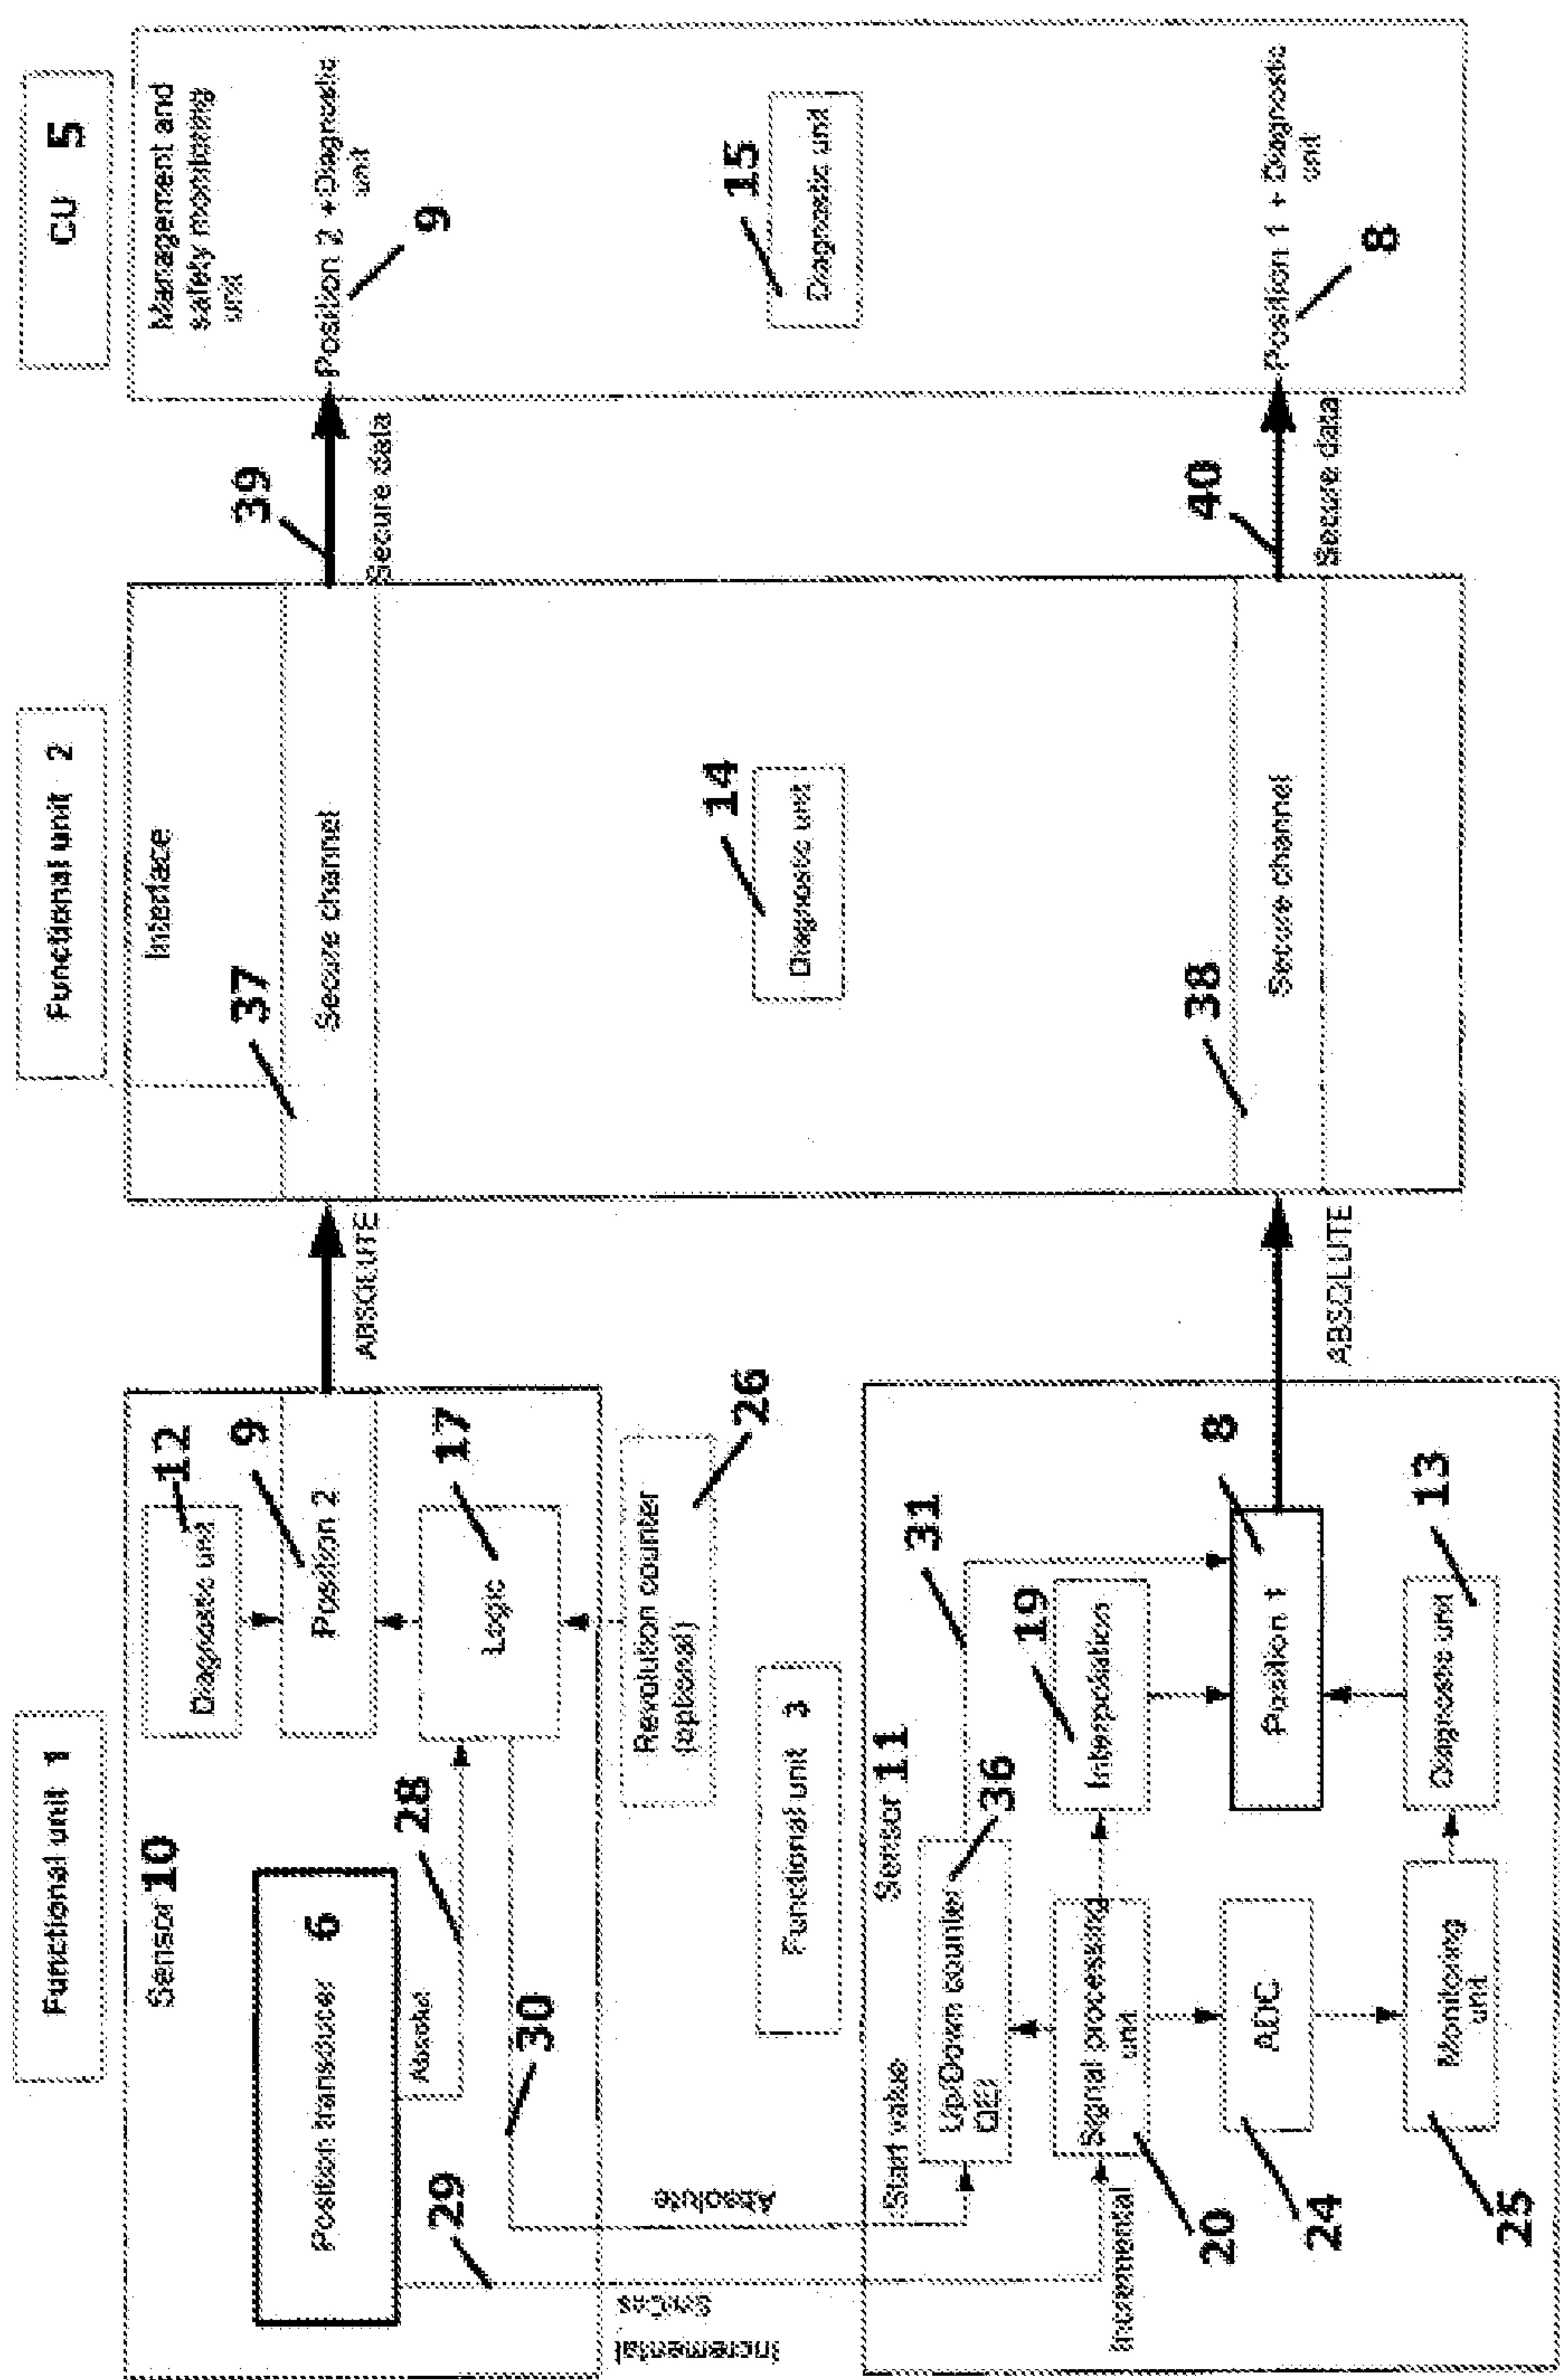 Functional unit 1
Functional unit 2
CU 5
Sensor 10
Position transducer 6
Absolut
28
29
30
Diagnostic unit
12
Position 2
9
Logic
17
Revolution counter
(optional)
26
ABSOLUTE
Interface
37
Secure channel
14
Diagnostic unit
38
Secure channel
39
Secure data
Management and
safety monitoring
unit
Position 2 + Diagnostic
unit
9
15
Diagnostic unit
40
Secure data
Position 1 + Diagnostic
unit
8
Incremental
Sin/Cos
Absolute
Functional unit 3
Sensor 11
Start value
Up/Down counter
QEI
36
31
Incremental
Signal processing
unit
20
Interpolation
19
ADC
24
Position 1
8
ABSOLUTE
Monitoring
unit
25
Diagnostic unit
13